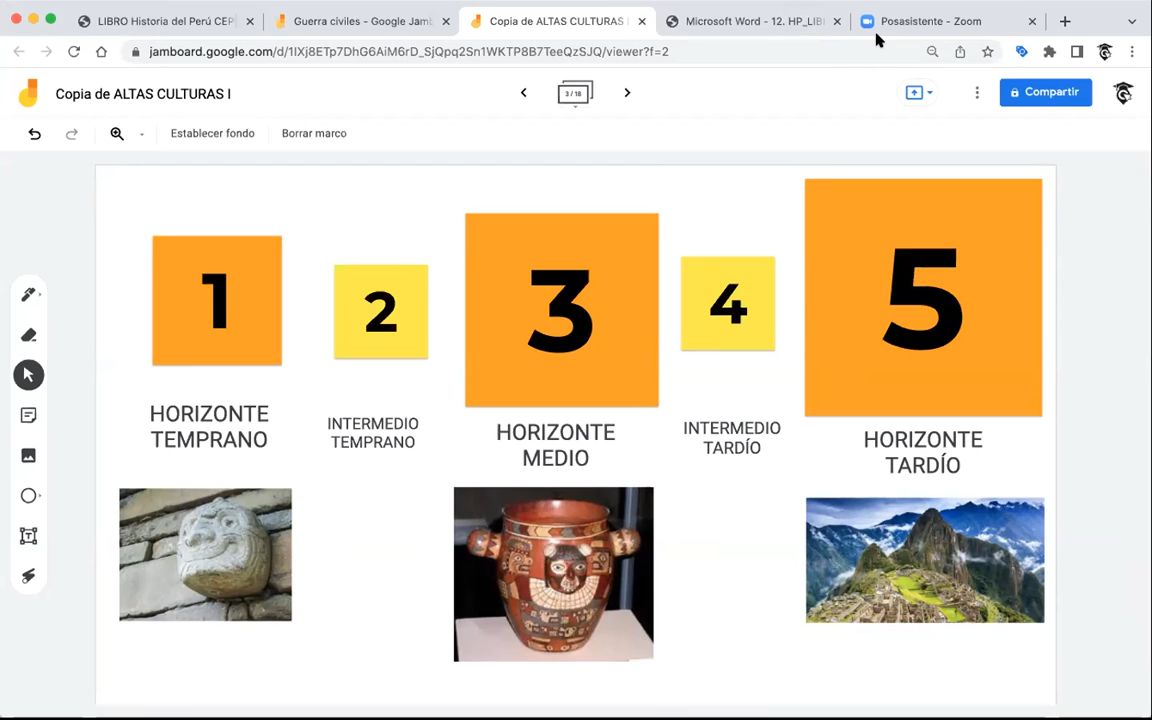 LIBRO Historia del Perú CEP
Guerra civiles - Google Jamb
Copia de ALTAS CULTURAS I
Microsoft Word - 12. HP_LIB
Posasistente - Zoom
jamboard.google.com/d/1IXj8ETp7DhG6AiM6rD_SjQpq2Sn1WKTP8B7TeeQzSJQ/viewer?f=2
Copia de ALTAS CULTURAS I
3 / 18
Compartir
Establecer fondo
Borrar marco
1
2
3
4
5
HORIZONTE
TEMPRANO
INTERMEDIO
TEMPRANO
HORIZONTE
MEDIO
INTERMEDIO
TARDÍO
HORIZONTE
TARDÍO